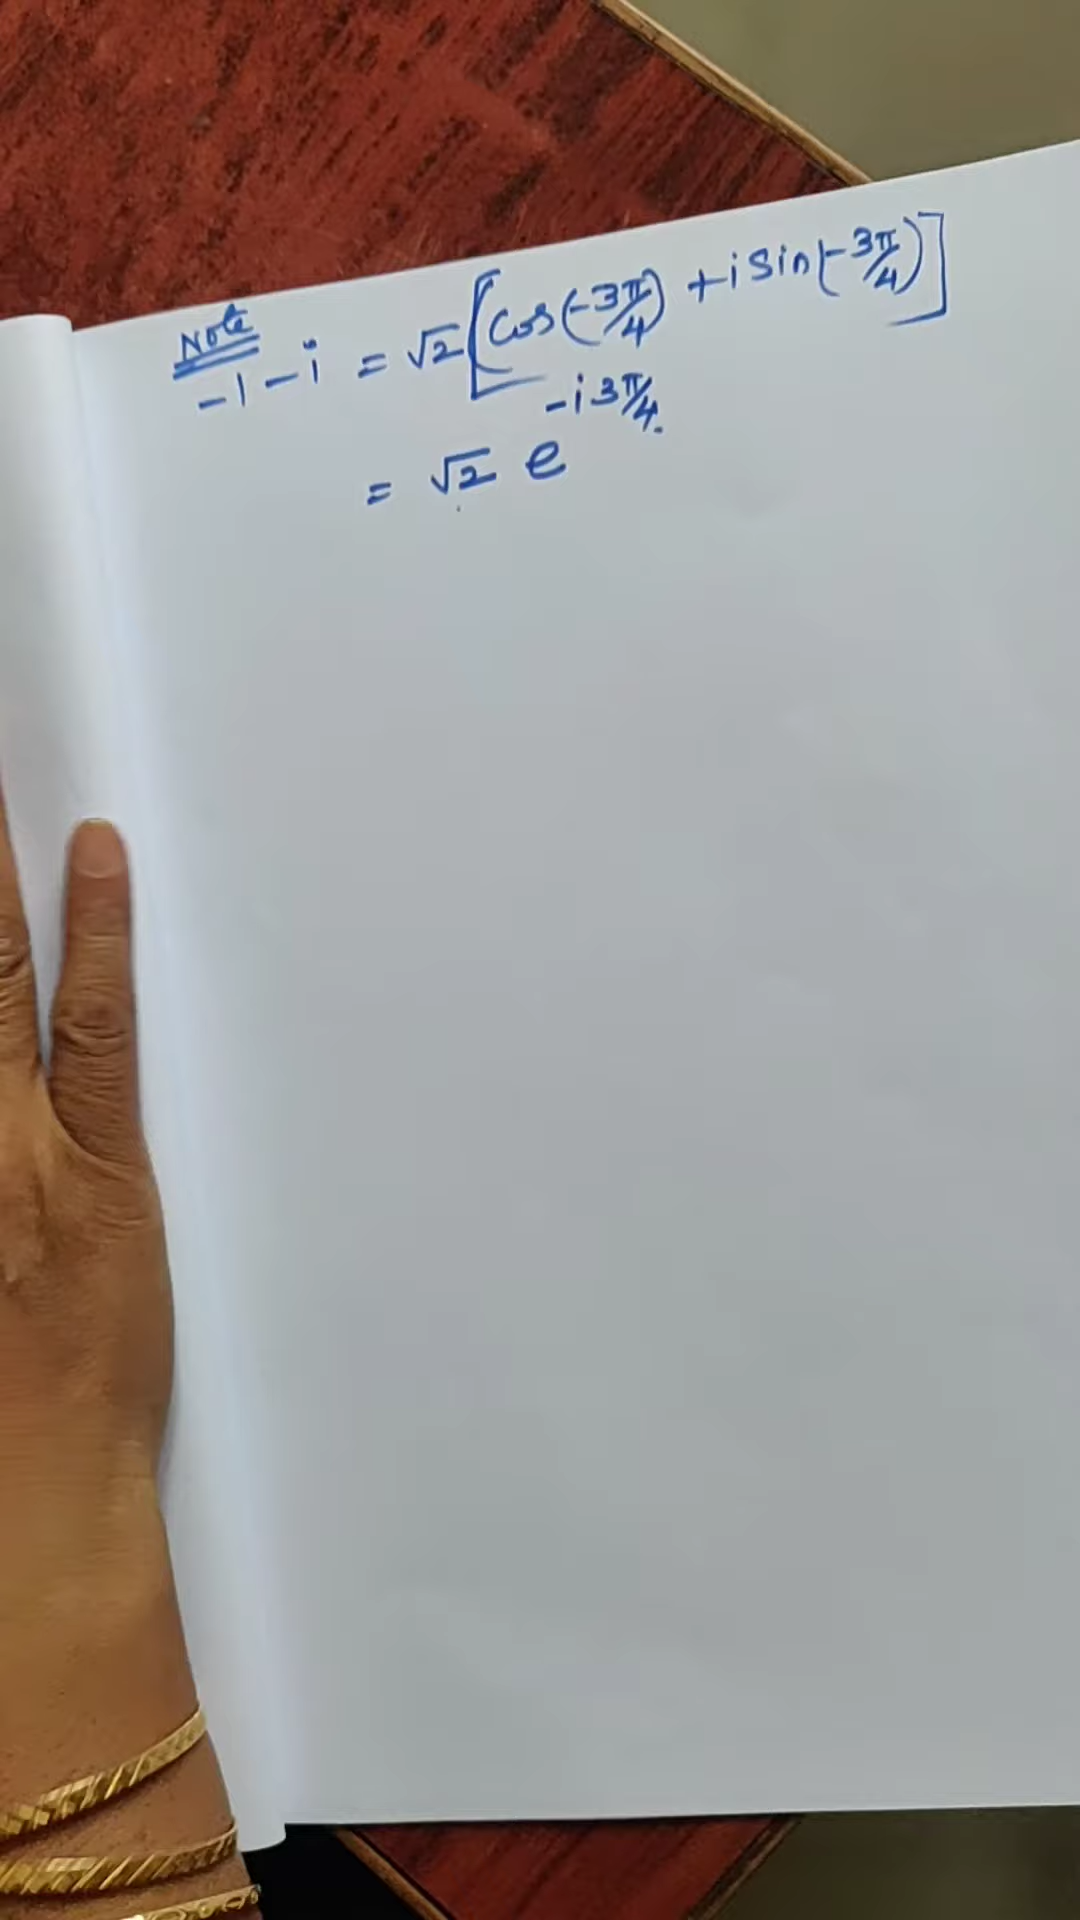 Note
-1-i = √2[cos(-3π/4) + i sin(-3π/4)]
= √2 e^{-i3π/4}.